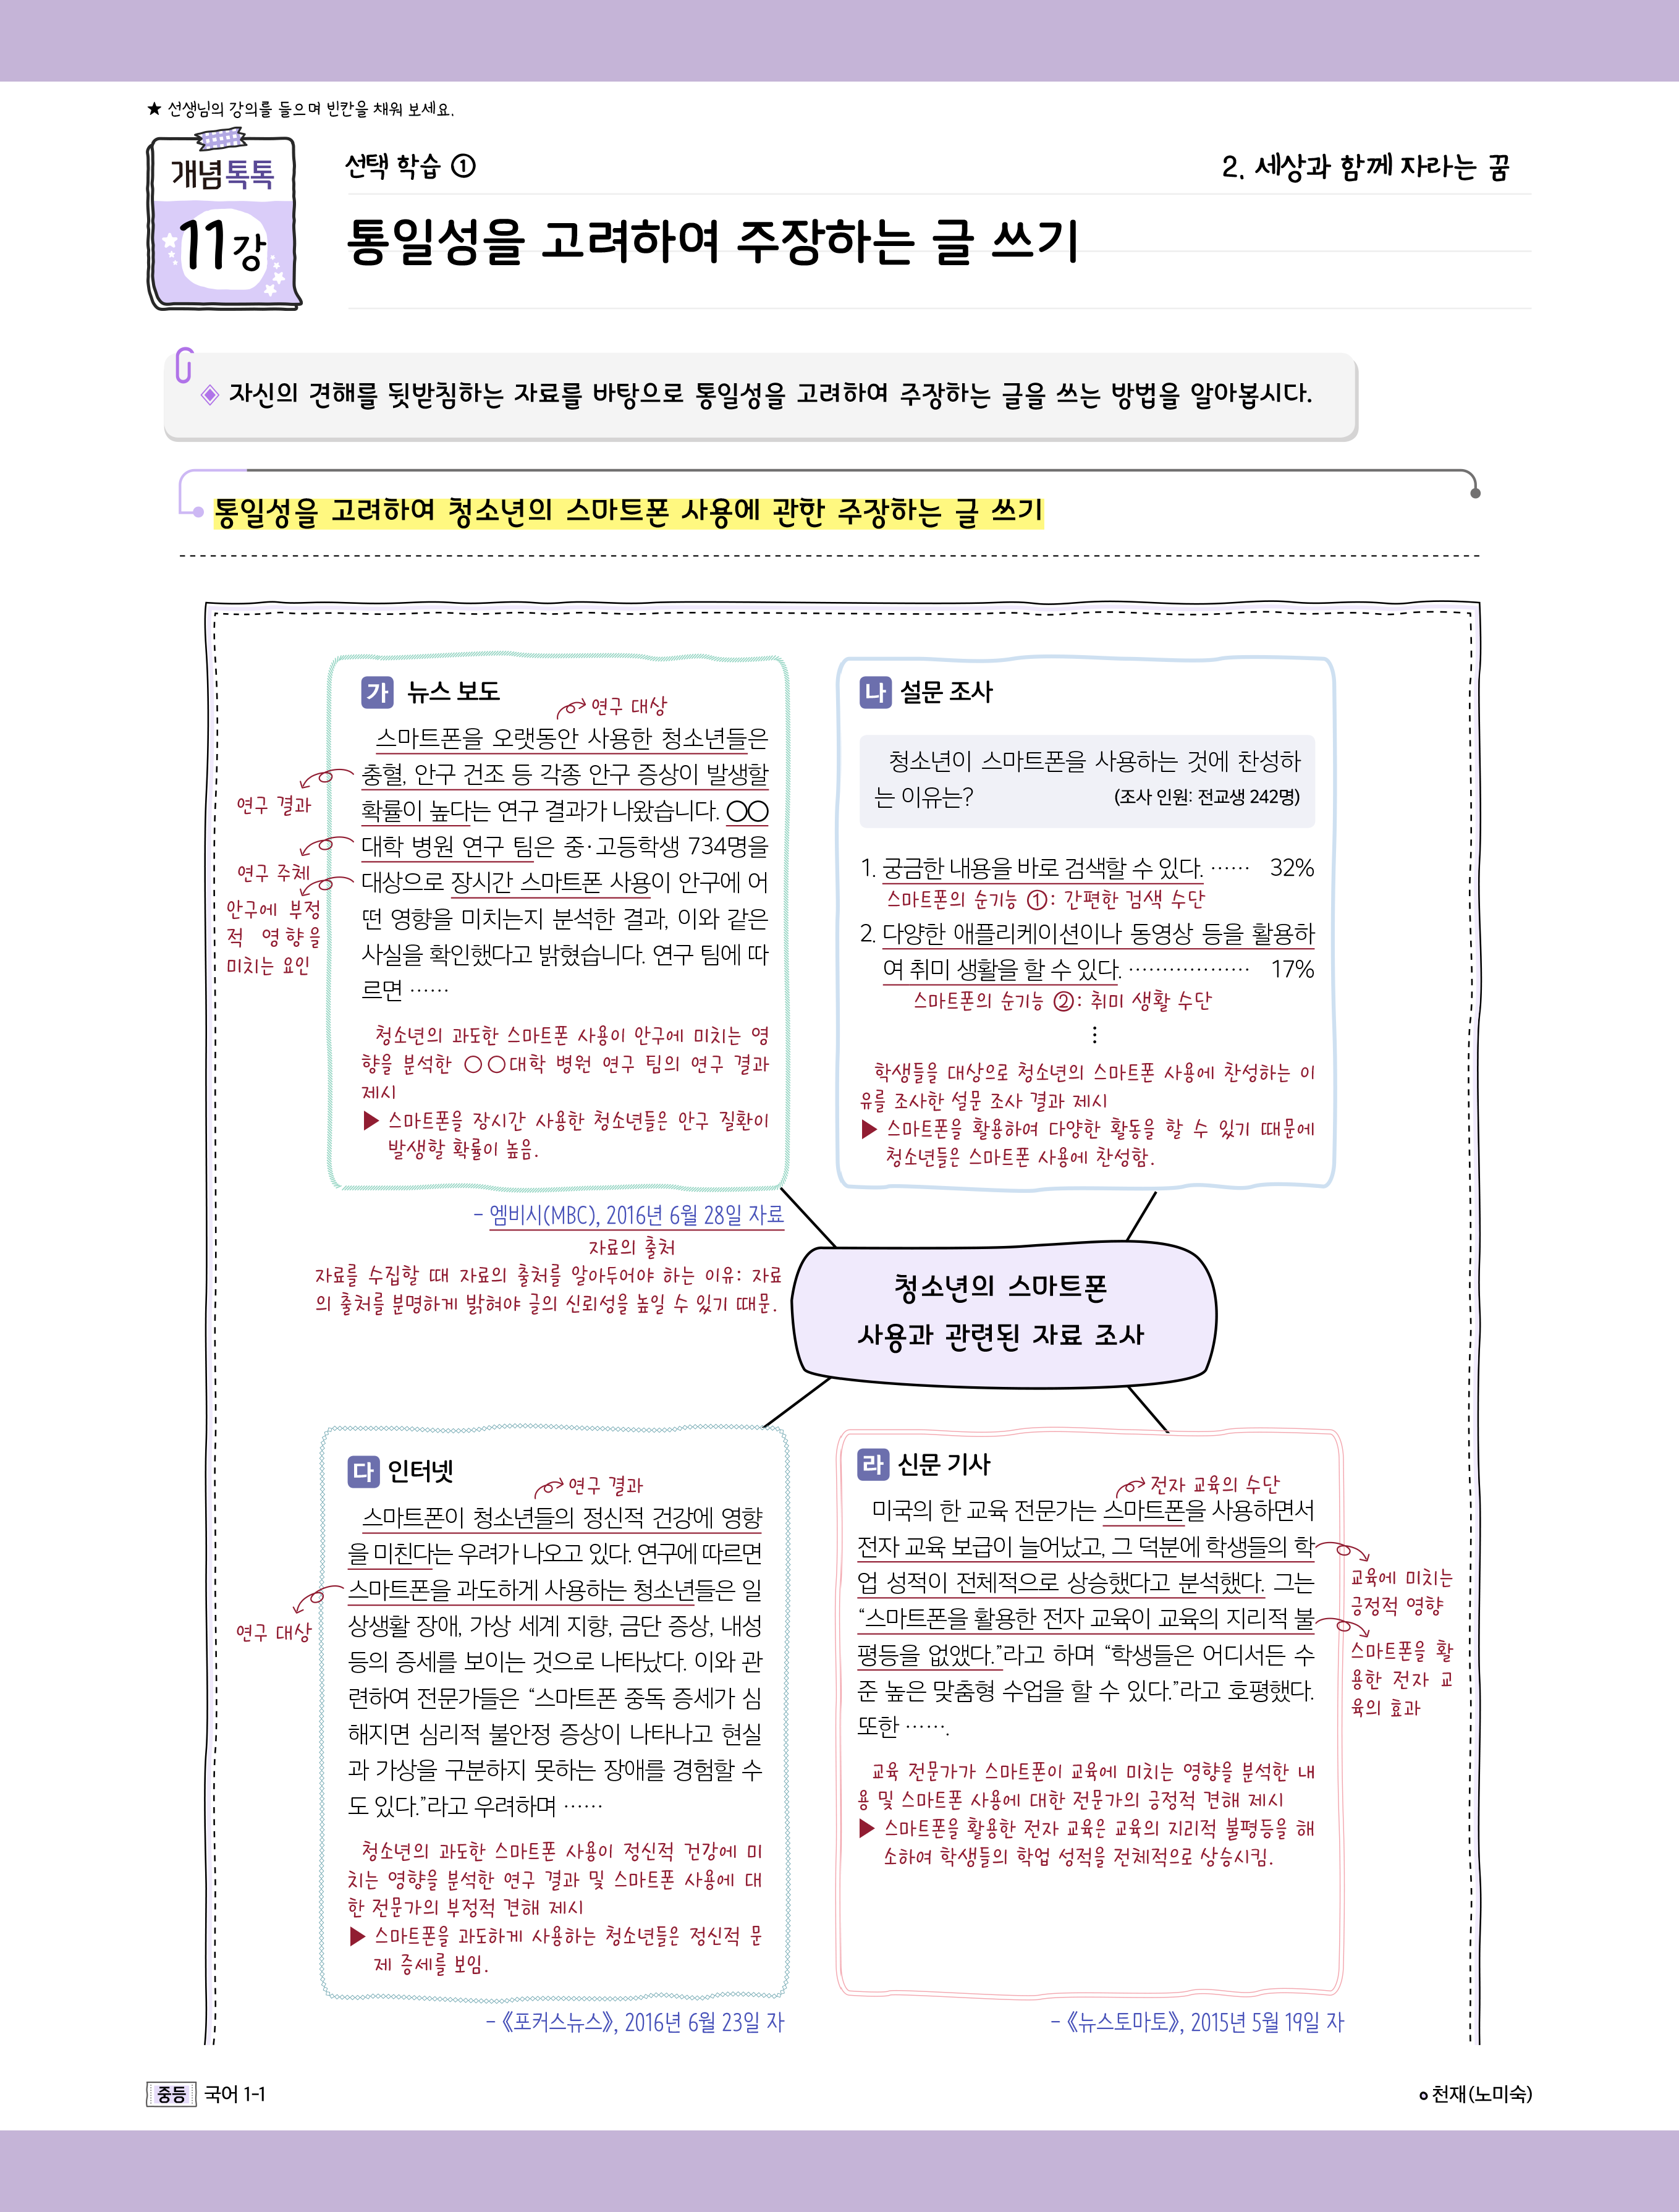 ★ 선생님의 강의를 들으며 빈칸을 채워 보세요.
개념톡톡
11강
선택 학습 ①
2. 세상과 함께 자라는 꿈
통일성을 고려하여 주장하는 글 쓰기
◈ 자신의 견해를 뒷받침하는 자료를 바탕으로 통일성을 고려하여 주장하는 글을 쓰는 방법을 알아봅시다.
통일성을 고려하여 청소년의 스마트폰 사용에 관한 주장하는 글 쓰기
가 뉴스 보도
연구 대상
스마트폰을 오랫동안 사용한 청소년들은
충혈, 안구 건조 등 각종 안구 증상이 발생할
연구 결과
확률이 높다는 연구 결과가 나왔습니다. ○○
대학 병원 연구 팀은 중·고등학생 734명을
연구 주체
대상으로 장시간 스마트폰 사용이 안구에 어
안구에 부정
적 영향을
미치는 요인
떤 영향을 미치는지 분석한 결과, 이와 같은
사실을 확인했다고 밝혔습니다. 연구 팀에 따
르면 ……
청소년의 과도한 스마트폰 사용이 안구에 미치는 영
향을 분석한 ○○대학 병원 연구 팀의 연구 결과
제시
▶ 스마트폰을 장시간 사용한 청소년들은 안구 질환이
발생할 확률이 높음.
- 엠비시(MBC), 2016년 6월 28일 자료
자료의 출처
자료를 수집할 때 자료의 출처를 알아두어야 하는 이유: 자료
의 출처를 분명하게 밝혀야 글의 신뢰성을 높일 수 있기 때문.
나 설문 조사
청소년이 스마트폰을 사용하는 것에 찬성하
는 이유는? (조사 인원: 전교생 242명)
1. 궁금한 내용을 바로 검색할 수 있다. …… 32%
스마트폰의 순기능 ①: 간편한 검색 수단
2. 다양한 애플리케이션이나 동영상 등을 활용하
여 취미 생활을 할 수 있다. ……………… 17%
스마트폰의 순기능 ②: 취미 생활 수단
⋮
학생들을 대상으로 청소년의 스마트폰 사용에 찬성하는 이
유를 조사한 설문 조사 결과 제시
▶ 스마트폰을 활용하여 다양한 활동을 할 수 있기 때문에
청소년들은 스마트폰 사용에 찬성함.
청소년의 스마트폰
사용과 관련된 자료 조사
다 인터넷
연구 결과
스마트폰이 청소년들의 정신적 건강에 영향
을 미친다는 우려가 나오고 있다. 연구에 따르면
스마트폰을 과도하게 사용하는 청소년들은 일
연구 대상
상생활 장애, 가상 세계 지향, 금단 증상, 내성
등의 증세를 보이는 것으로 나타났다. 이와 관
련하여 전문가들은 “스마트폰 중독 증세가 심
해지면 심리적 불안정 증상이 나타나고 현실
과 가상을 구분하지 못하는 장애를 경험할 수
도 있다.”라고 우려하며 ……
청소년의 과도한 스마트폰 사용이 정신적 건강에 미
치는 영향을 분석한 연구 결과 및 스마트폰 사용에 대
한 전문가의 부정적 견해 제시
▶ 스마트폰을 과도하게 사용하는 청소년들은 정신적 문
제 증세를 보임.
- 《포커스뉴스》, 2016년 6월 23일 자
라 신문 기사
전자 교육의 수단
미국의 한 교육 전문가는 스마트폰을 사용하면서
전자 교육 보급이 늘어났고, 그 덕분에 학생들의 학
업 성적이 전체적으로 상승했다고 분석했다. 그는
교육에 미치는
긍정적 영향
“스마트폰을 활용한 전자 교육이 교육의 지리적 불
평등을 없앴다.”라고 하며 “학생들은 어디서든 수
스마트폰을 활
용한 전자 교
육의 효과
준 높은 맞춤형 수업을 할 수 있다.”라고 호평했다.
또한 …….
교육 전문가가 스마트폰이 교육에 미치는 영향을 분석한 내
용 및 스마트폰 사용에 대한 전문가의 긍정적 견해 제시
▶ 스마트폰을 활용한 전자 교육은 교육의 지리적 불평등을 해
소하여 학생들의 학업 성적을 전체적으로 상승시킴.
- 《뉴스토마토》, 2015년 5월 19일 자
중등 국어 1-1
천재(노미숙)